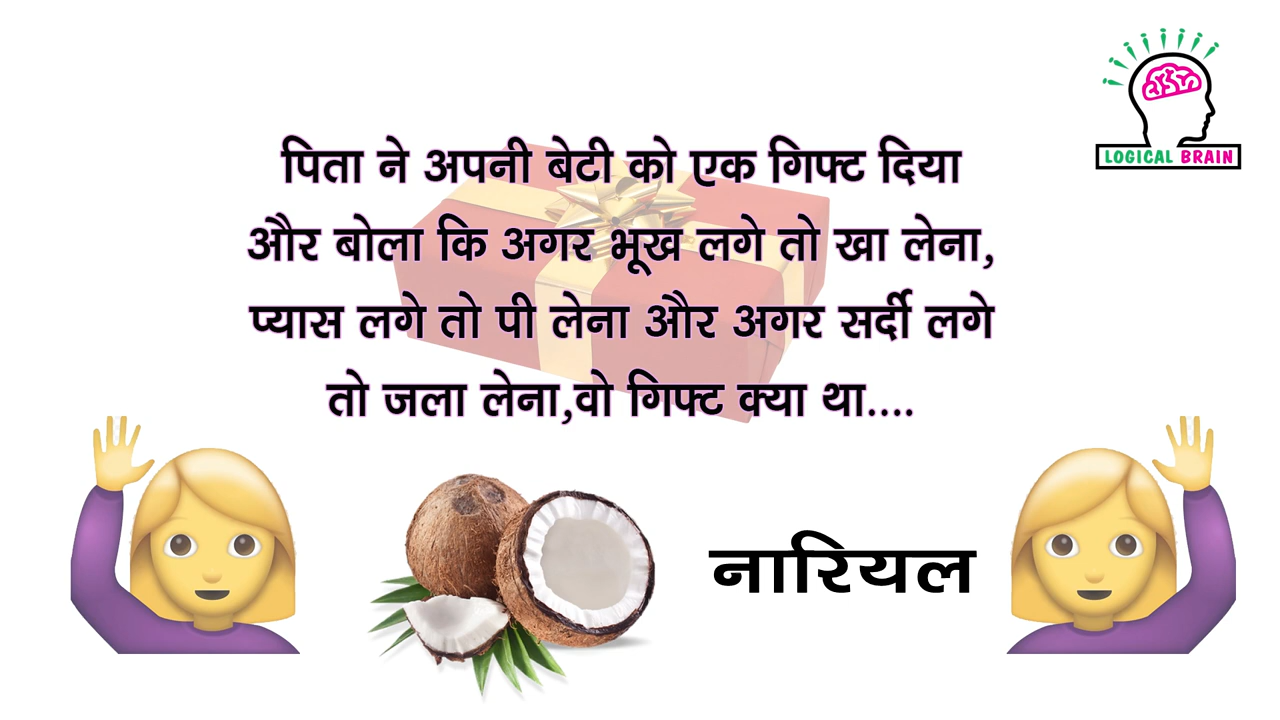 LOGICAL BRAIN
पिता ने अपनी बेटी को एक गिफ्ट दिया
और बोला कि अगर भूख लगे तो खा लेना,
प्यास लगे तो पी लेना और अगर सर्दी लगे
तो जला लेना,वो गिफ्ट क्या था....
नारियल